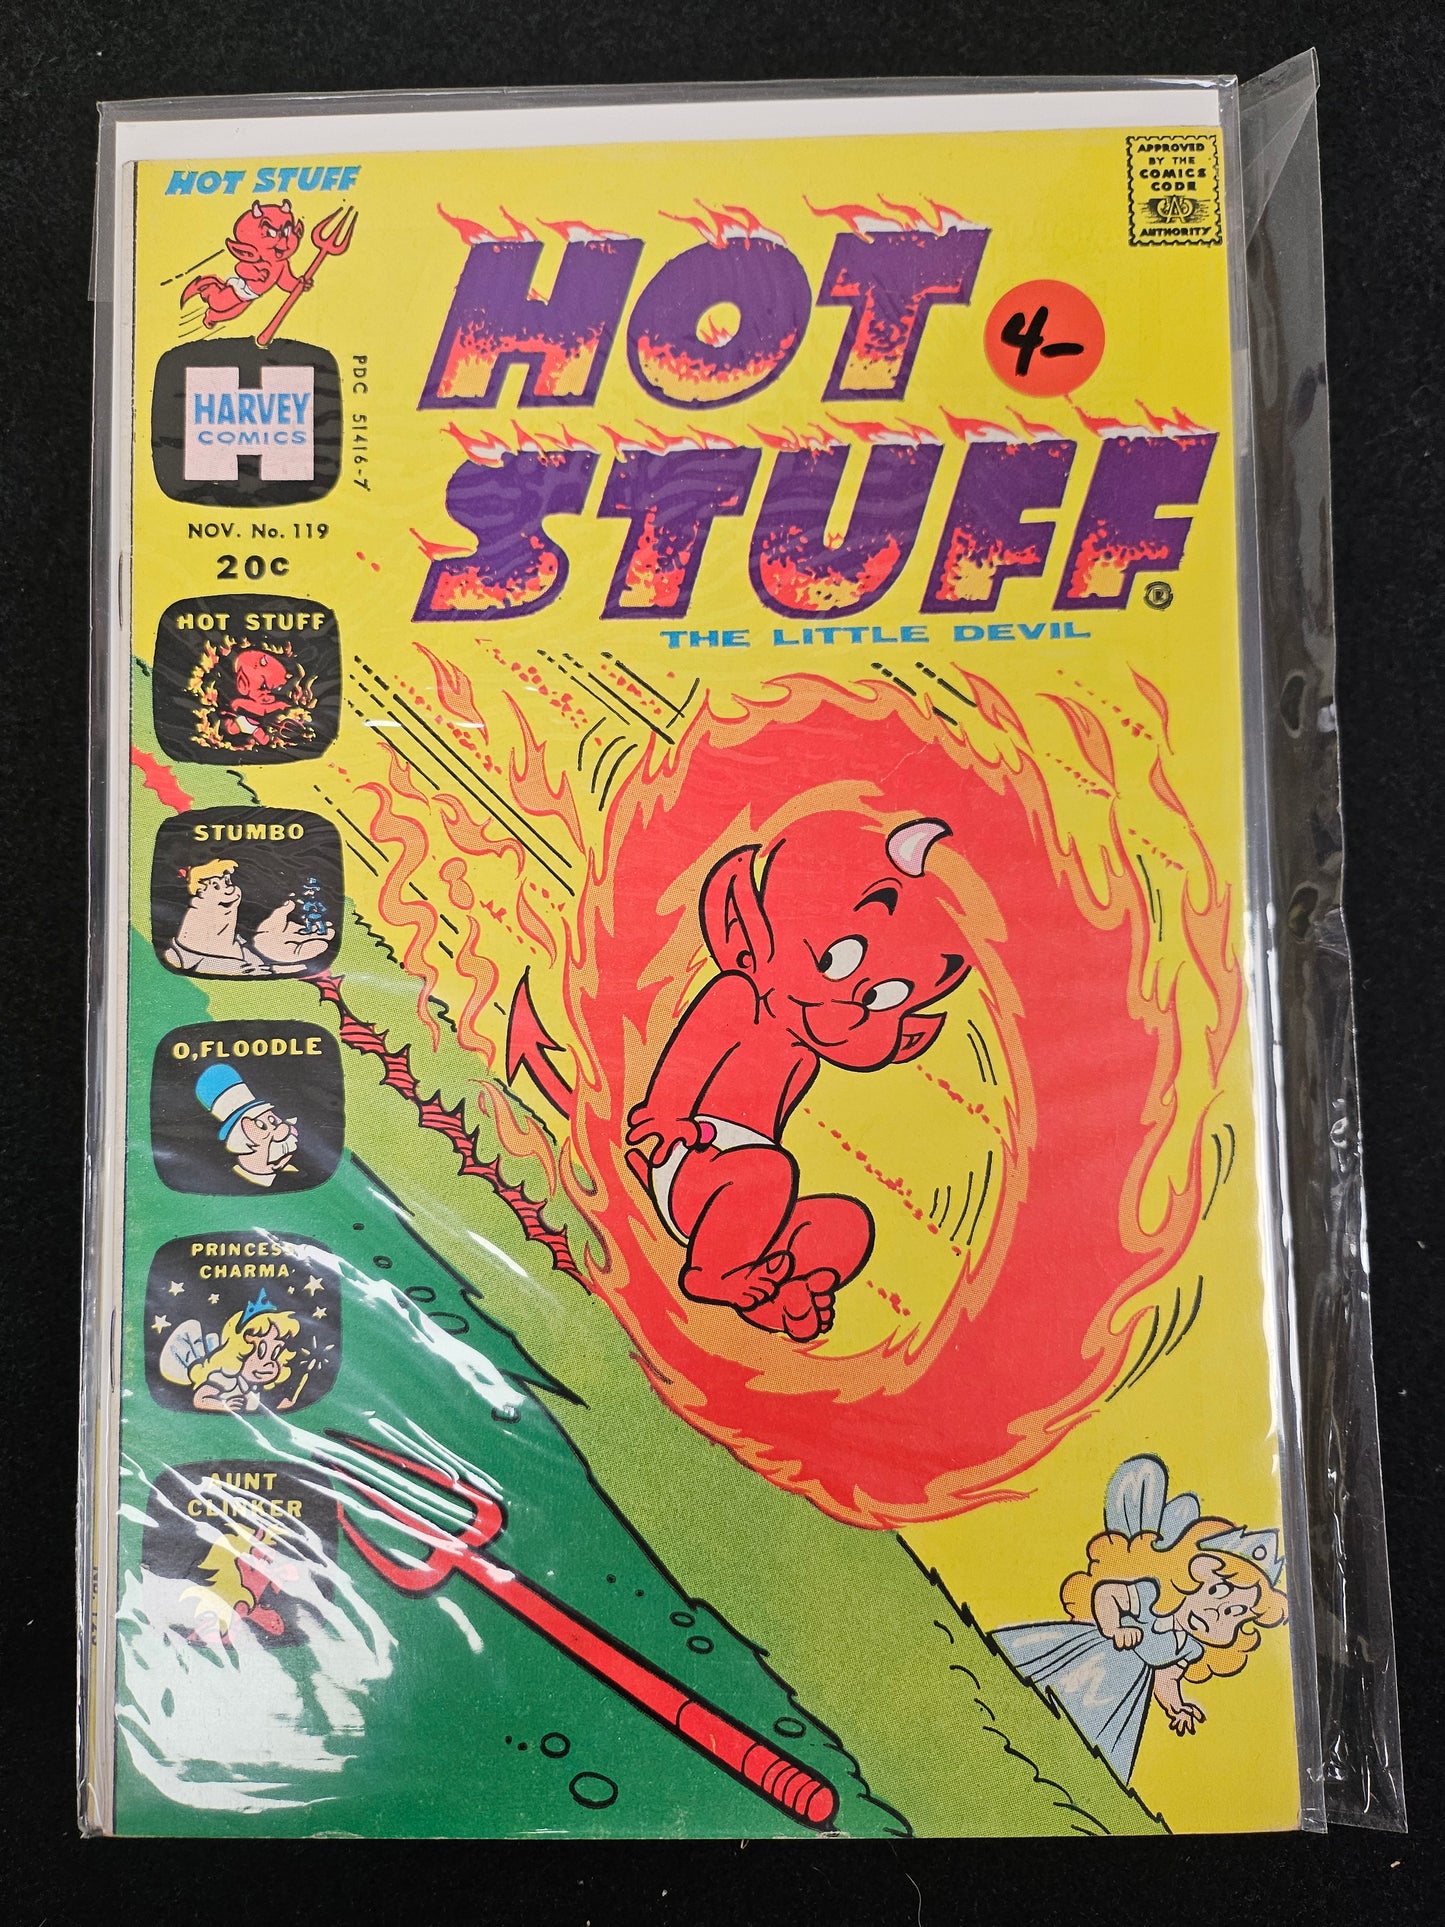 HOT STUFF
APPROVED
BY THE
COMICS
CODE
CA
AUTHORITY
HOT
STUFF
®
THE LITTLE DEVIL
4-
H
HARVEY
COMICS
PDC 51416-7
NOV. No. 119
20c
HOT STUFF
STUMBO
O,FLOODLE
PRINCESS
CHARMA
AUNT
CLINKER